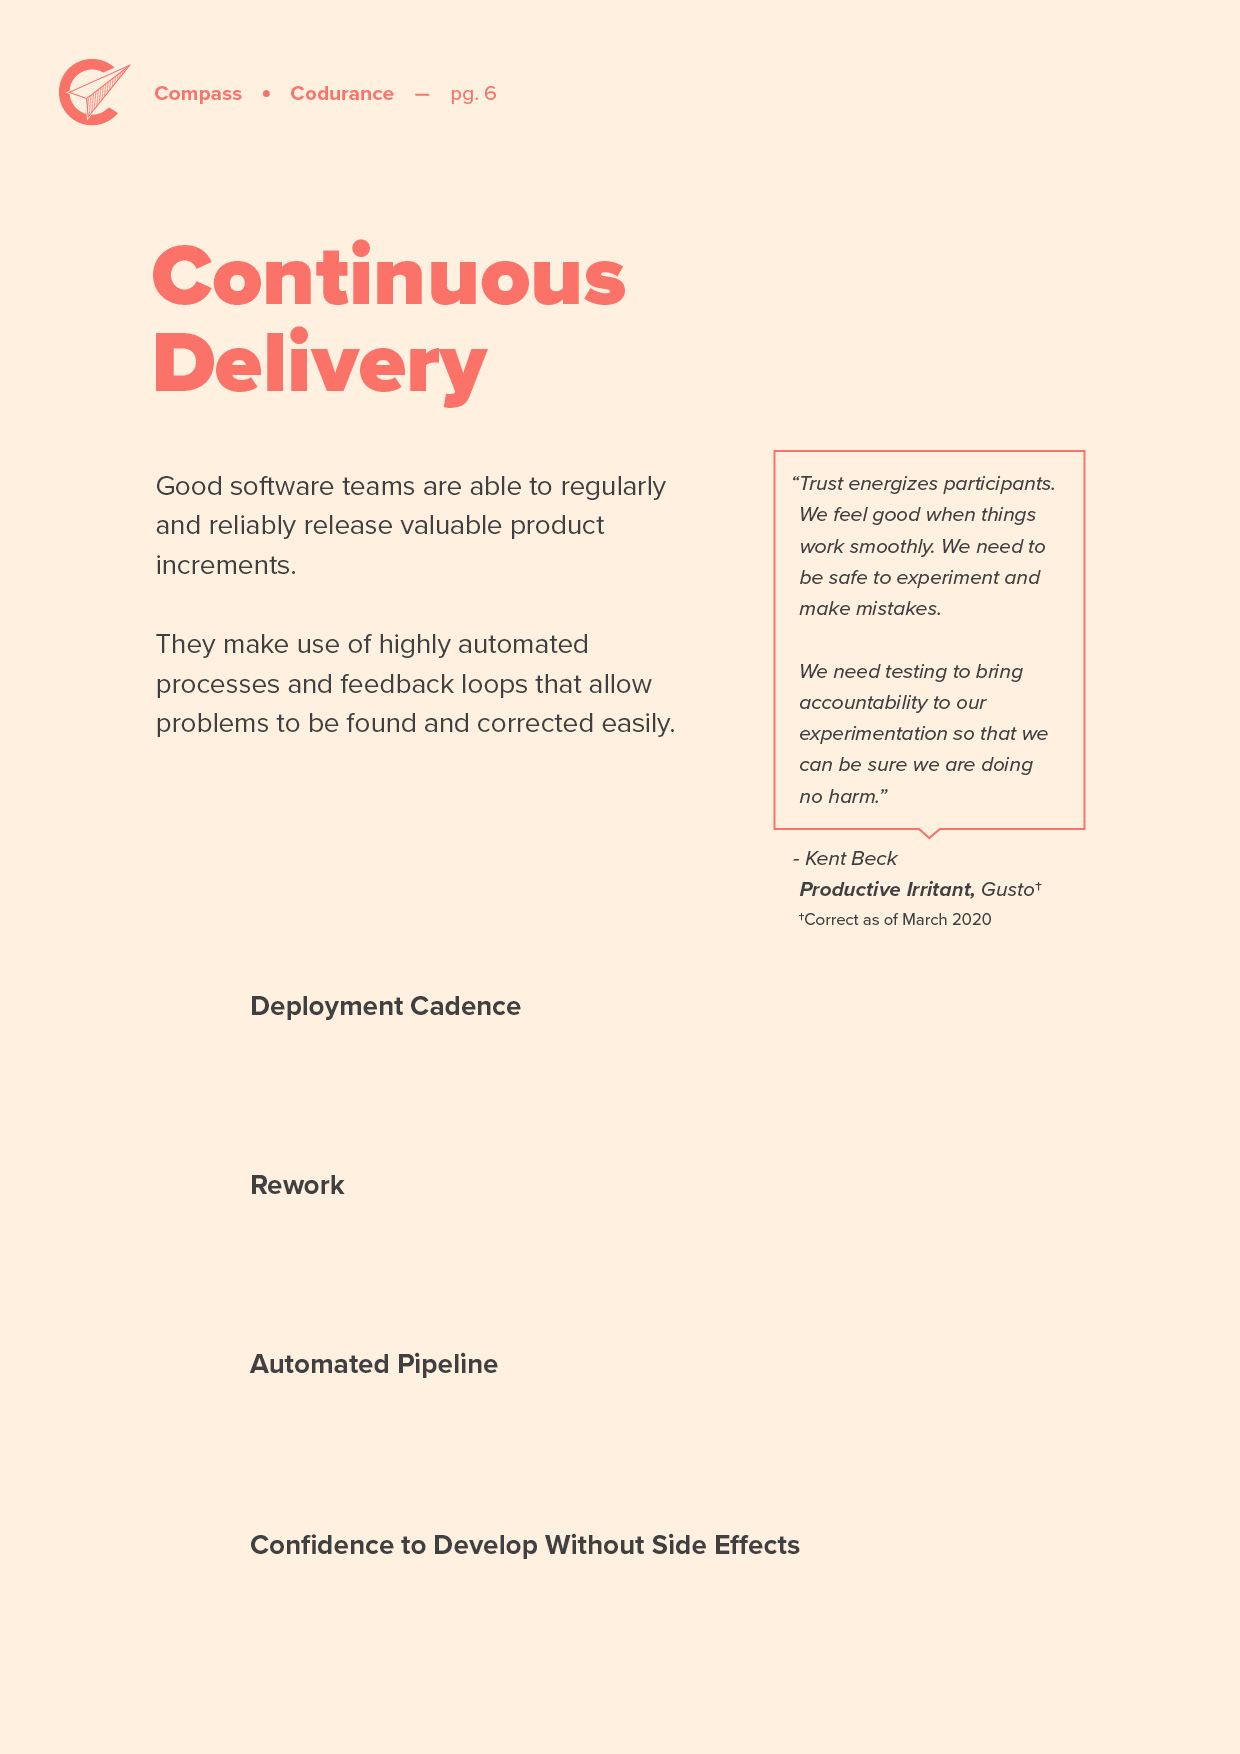 Compass • Codurance – pg. 6
Continuous
Delivery
Good software teams are able to regularly
and reliably release valuable product
increments.
They make use of highly automated
processes and feedback loops that allow
problems to be found and corrected easily.
“Trust energizes participants.
We feel good when things
work smoothly. We need to
be safe to experiment and
make mistakes.
We need testing to bring
accountability to our
experimentation so that we
can be sure we are doing
no harm.”
- Kent Beck
Productive Irritant, Gusto†
†Correct as of March 2020
Deployment Cadence
Rework
Automated Pipeline
Confidence to Develop Without Side Effects